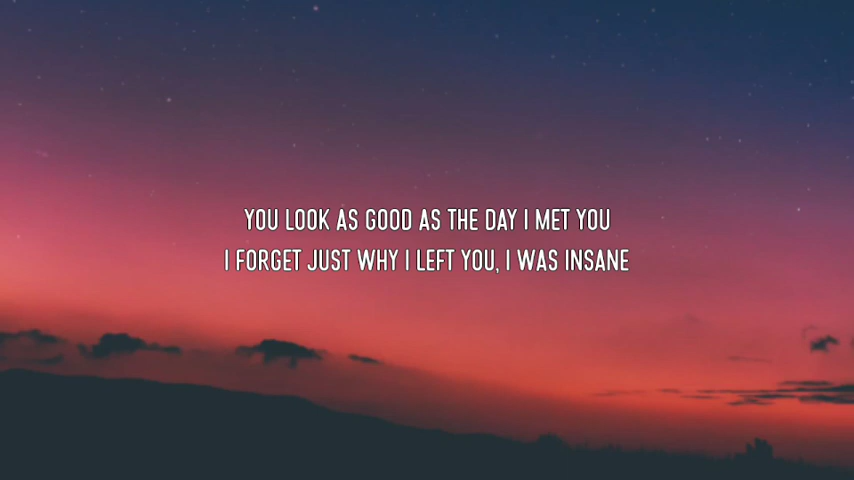 YOU LOOK AS GOOD AS THE DAY I MET YOU
I FORGET JUST WHY I LEFT YOU, I WAS INSANE